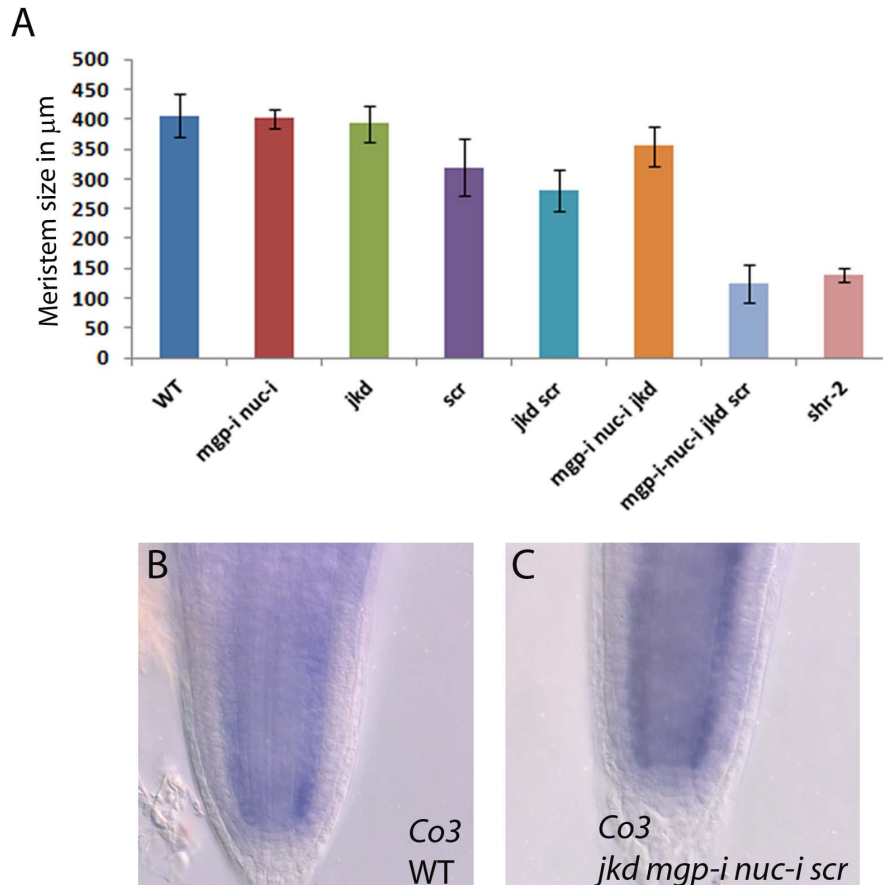 A
Meristem size in μm
500
450
400
350
300
250
200
150
100
50
0
WT
mgp-i nuc-i
jkd
scr
jkd scr
mgp-i nuc-i jkd
mgp-i-nuc-i jkd scr
shr-2
B
Co3
WT
C
Co3
jkd mgp-i nuc-i scr